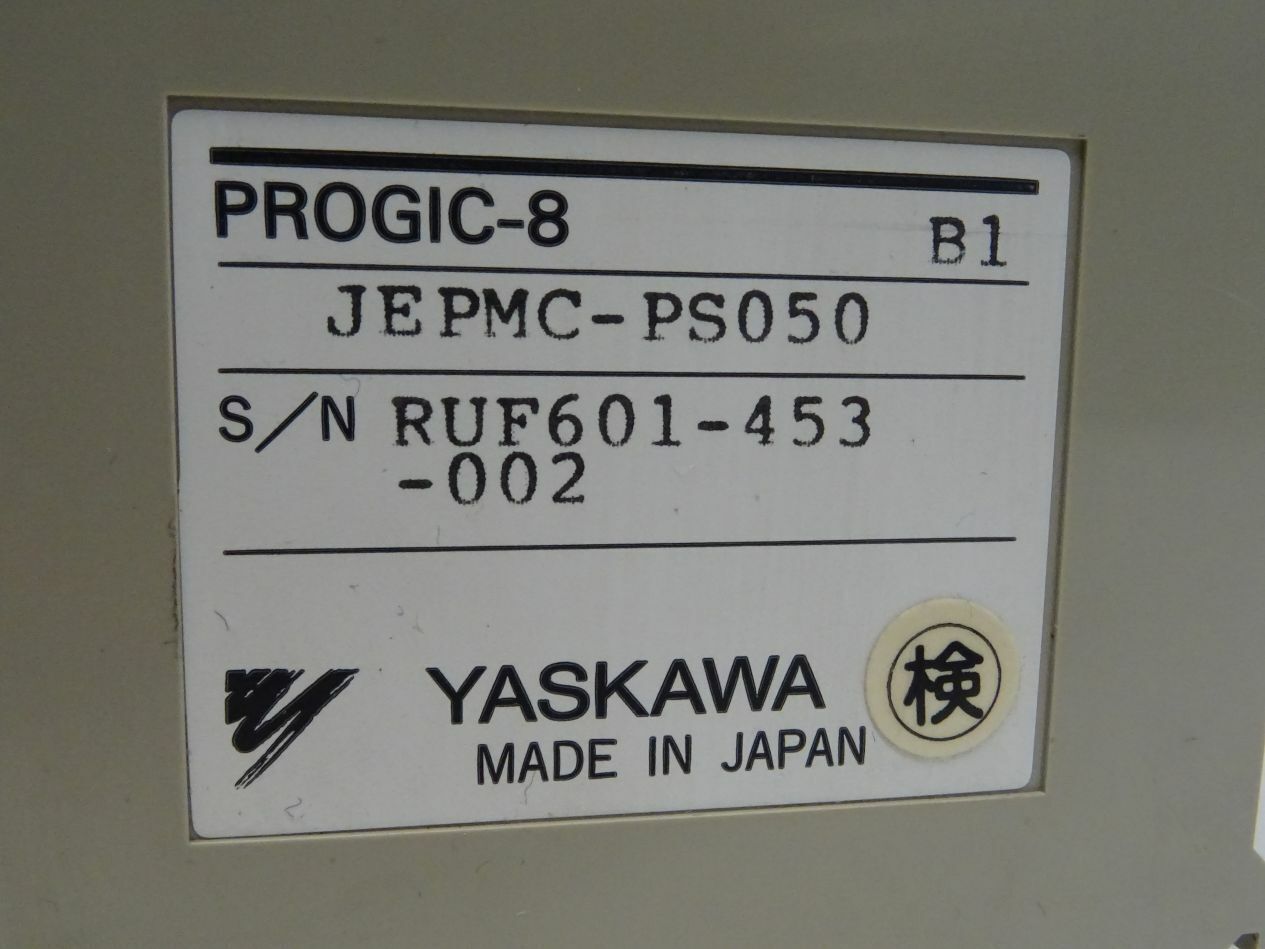 PROGIC-8 B1
JEPMC-PS050
S/N RUF601-453
-002
YASKAWA
MADE IN JAPAN
検